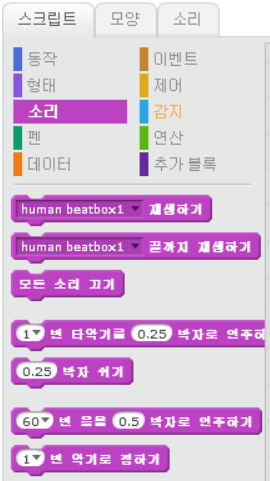 스크립트 모양 소리
동작 이벤트
형태 제어
소리 감지
펜 연산
데이터 추가 블록
human beatbox1 재생하기
human beatbox1 끝까지 재생하기
모든 소리 끄기
1 번 타악기를 0.25 박자로 연주하
0.25 박자 쉬기
60 번 음을 0.5 박자로 연주하기
1 번 악기로 정하기